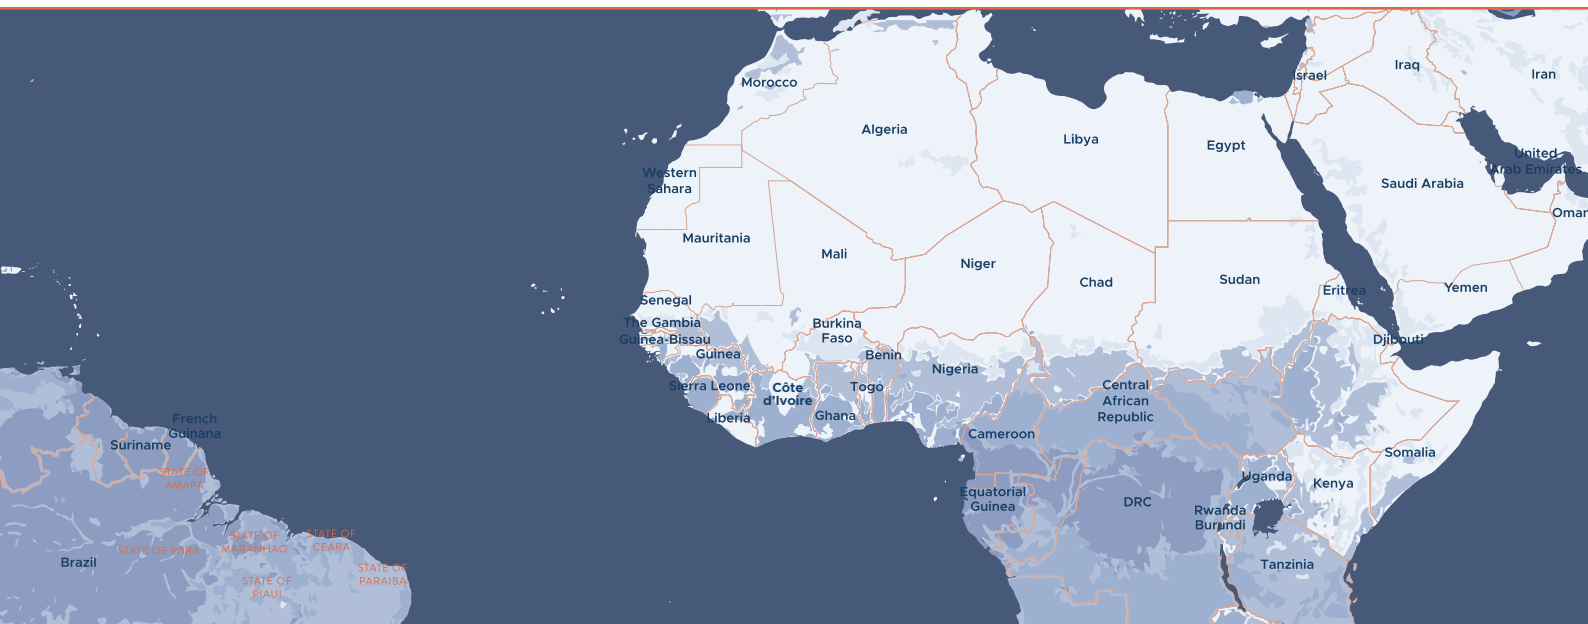 Israel
Iraq
Iran
Morocco
Algeria
Libya
Egypt
United
Arab Emirates
Western
Sahara
Saudi Arabia
Oman
Mauritania
Mali
Niger
Chad
Sudan
Eritrea
Yemen
Senegal
The Gambia
Guinea-Bissau
Burkina
Faso
Djibouti
Guinea
Benin
Nigeria
Sierra Leone
Côte
d'Ivoire
Togo
Central
African
Republic
Liberia
Ghana
Cameroon
French
Guinana
Suriname
Somalia
STATE OF
AMAPA
Uganda
Kenya
Equatorial
Guinea
DRC
Rwanda
Burundi
STATE OF
MARANHAO
STATE OF
CEARA
STATE OF PARA
Brazil
STATE OF
PIAUI
STATE OF
PARAIBA
Tanzania